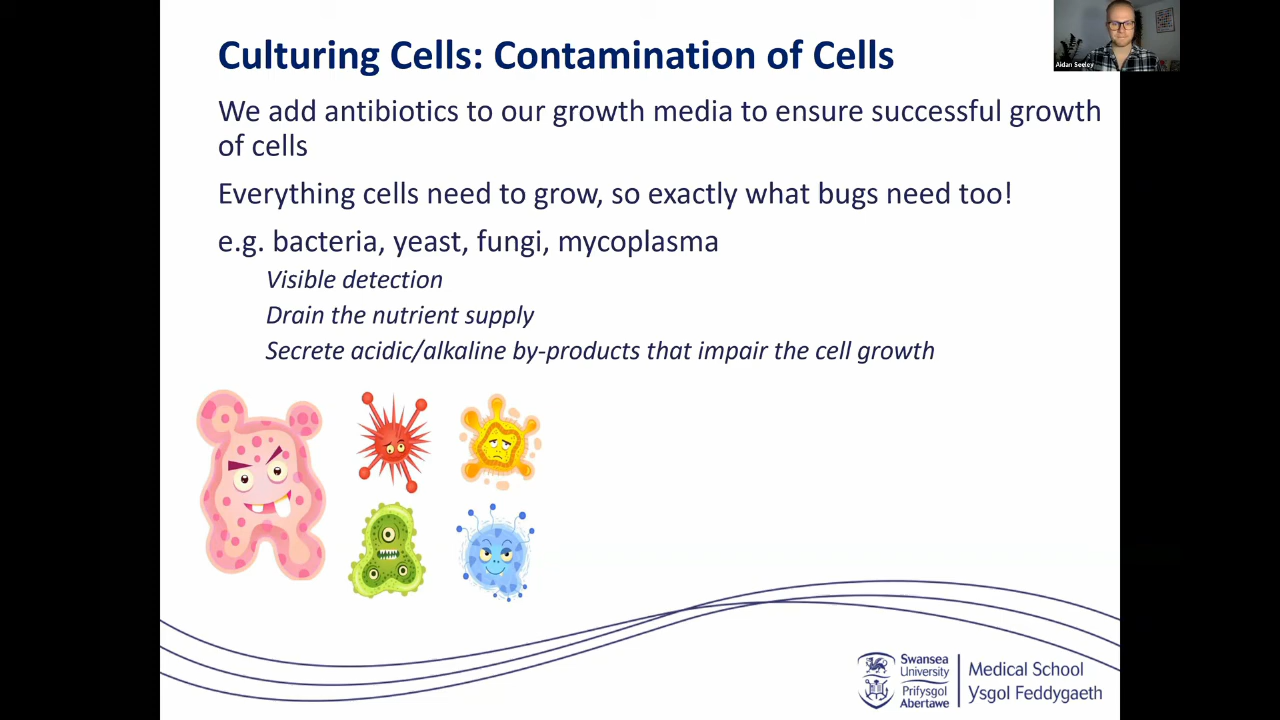 Culturing Cells: Contamination of Cells
Aidan Seeley
We add antibiotics to our growth media to ensure successful growth
of cells
Everything cells need to grow, so exactly what bugs need too!
e.g. bacteria, yeast, fungi, mycoplasma
Visible detection
Drain the nutrient supply
Secrete acidic/alkaline by-products that impair the cell growth
Swansea
University
Prifysgol
Abertawe
Medical School
Ysgol Feddygaeth